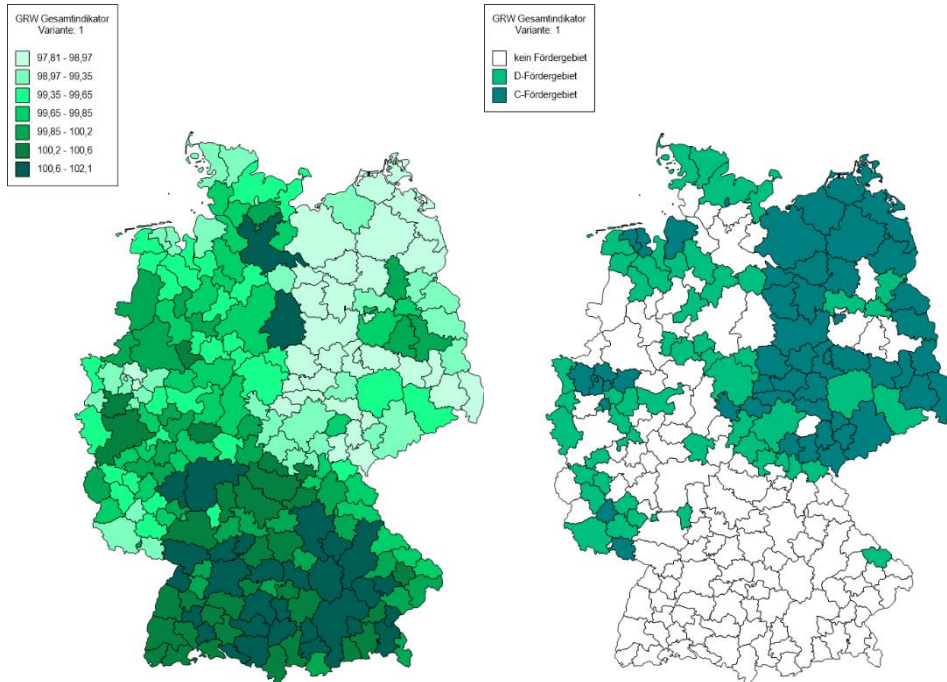 GRW Gesamtindikator
Variante: 1
97,81 - 98,97
98,97 - 99,35
99,35 - 99,65
99,65 - 99,85
99,85 - 100,2
100,2 - 100,6
100,6 - 102,1
GRW Gesamtindikator
Variante: 1
kein Fördergebiet
D-Fördergebiet
C-Fördergebiet